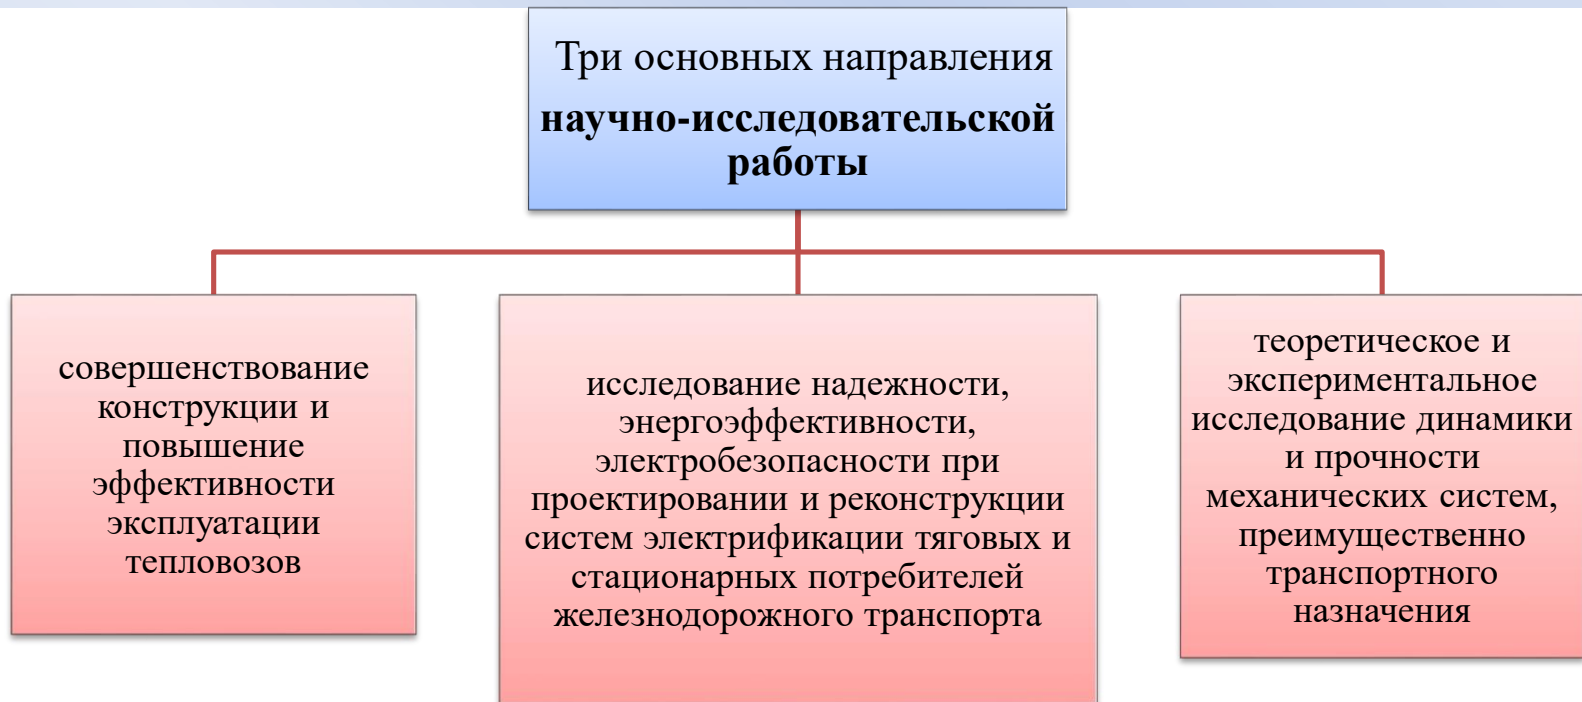 Три основных направления
научно-исследовательской
работы
совершенствование
конструкции и
повышение
эффективности
эксплуатации
тепловозов
исследование надежности,
энергоэффективности,
электробезопасности при
проектировании и реконструкции
систем электрификации тяговых и
стационарных потребителей
железнодорожного транспорта
теоретическое и
экспериментальное
исследование динамики
и прочности
механических систем,
преимущественно
транспортного
назначения